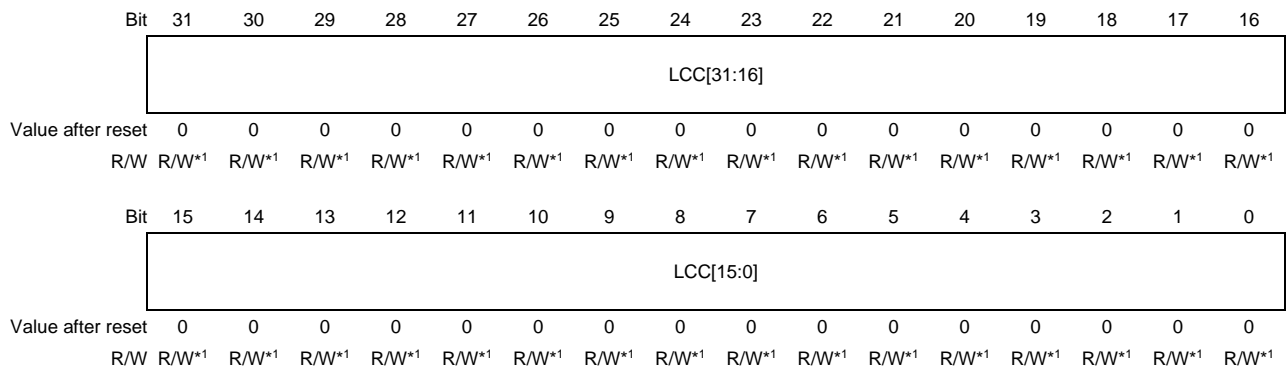 Bit 31 30 29 28 27 26 25 24 23 22 21 20 19 18 17 16
LCC[31:16]
Value after reset 0 0 0 0 0 0 0 0 0 0 0 0 0 0 0 0
R/W R/W*1 R/W*1 R/W*1 R/W*1 R/W*1 R/W*1 R/W*1 R/W*1 R/W*1 R/W*1 R/W*1 R/W*1 R/W*1 R/W*1 R/W*1 R/W*1
Bit 15 14 13 12 11 10 9 8 7 6 5 4 3 2 1 0
LCC[15:0]
Value after reset 0 0 0 0 0 0 0 0 0 0 0 0 0 0 0 0
R/W R/W*1 R/W*1 R/W*1 R/W*1 R/W*1 R/W*1 R/W*1 R/W*1 R/W*1 R/W*1 R/W*1 R/W*1 R/W*1 R/W*1 R/W*1 R/W*1